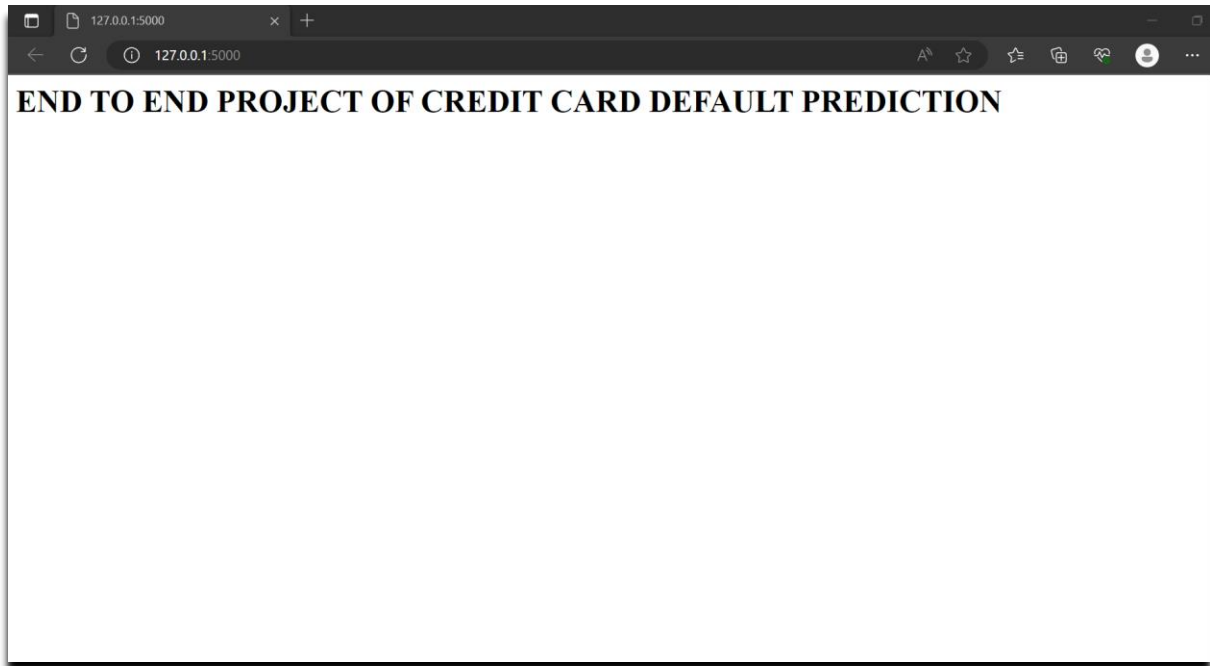 127.0.0.1:5000
127.0.0.1:5000
END TO END PROJECT OF CREDIT CARD DEFAULT PREDICTION